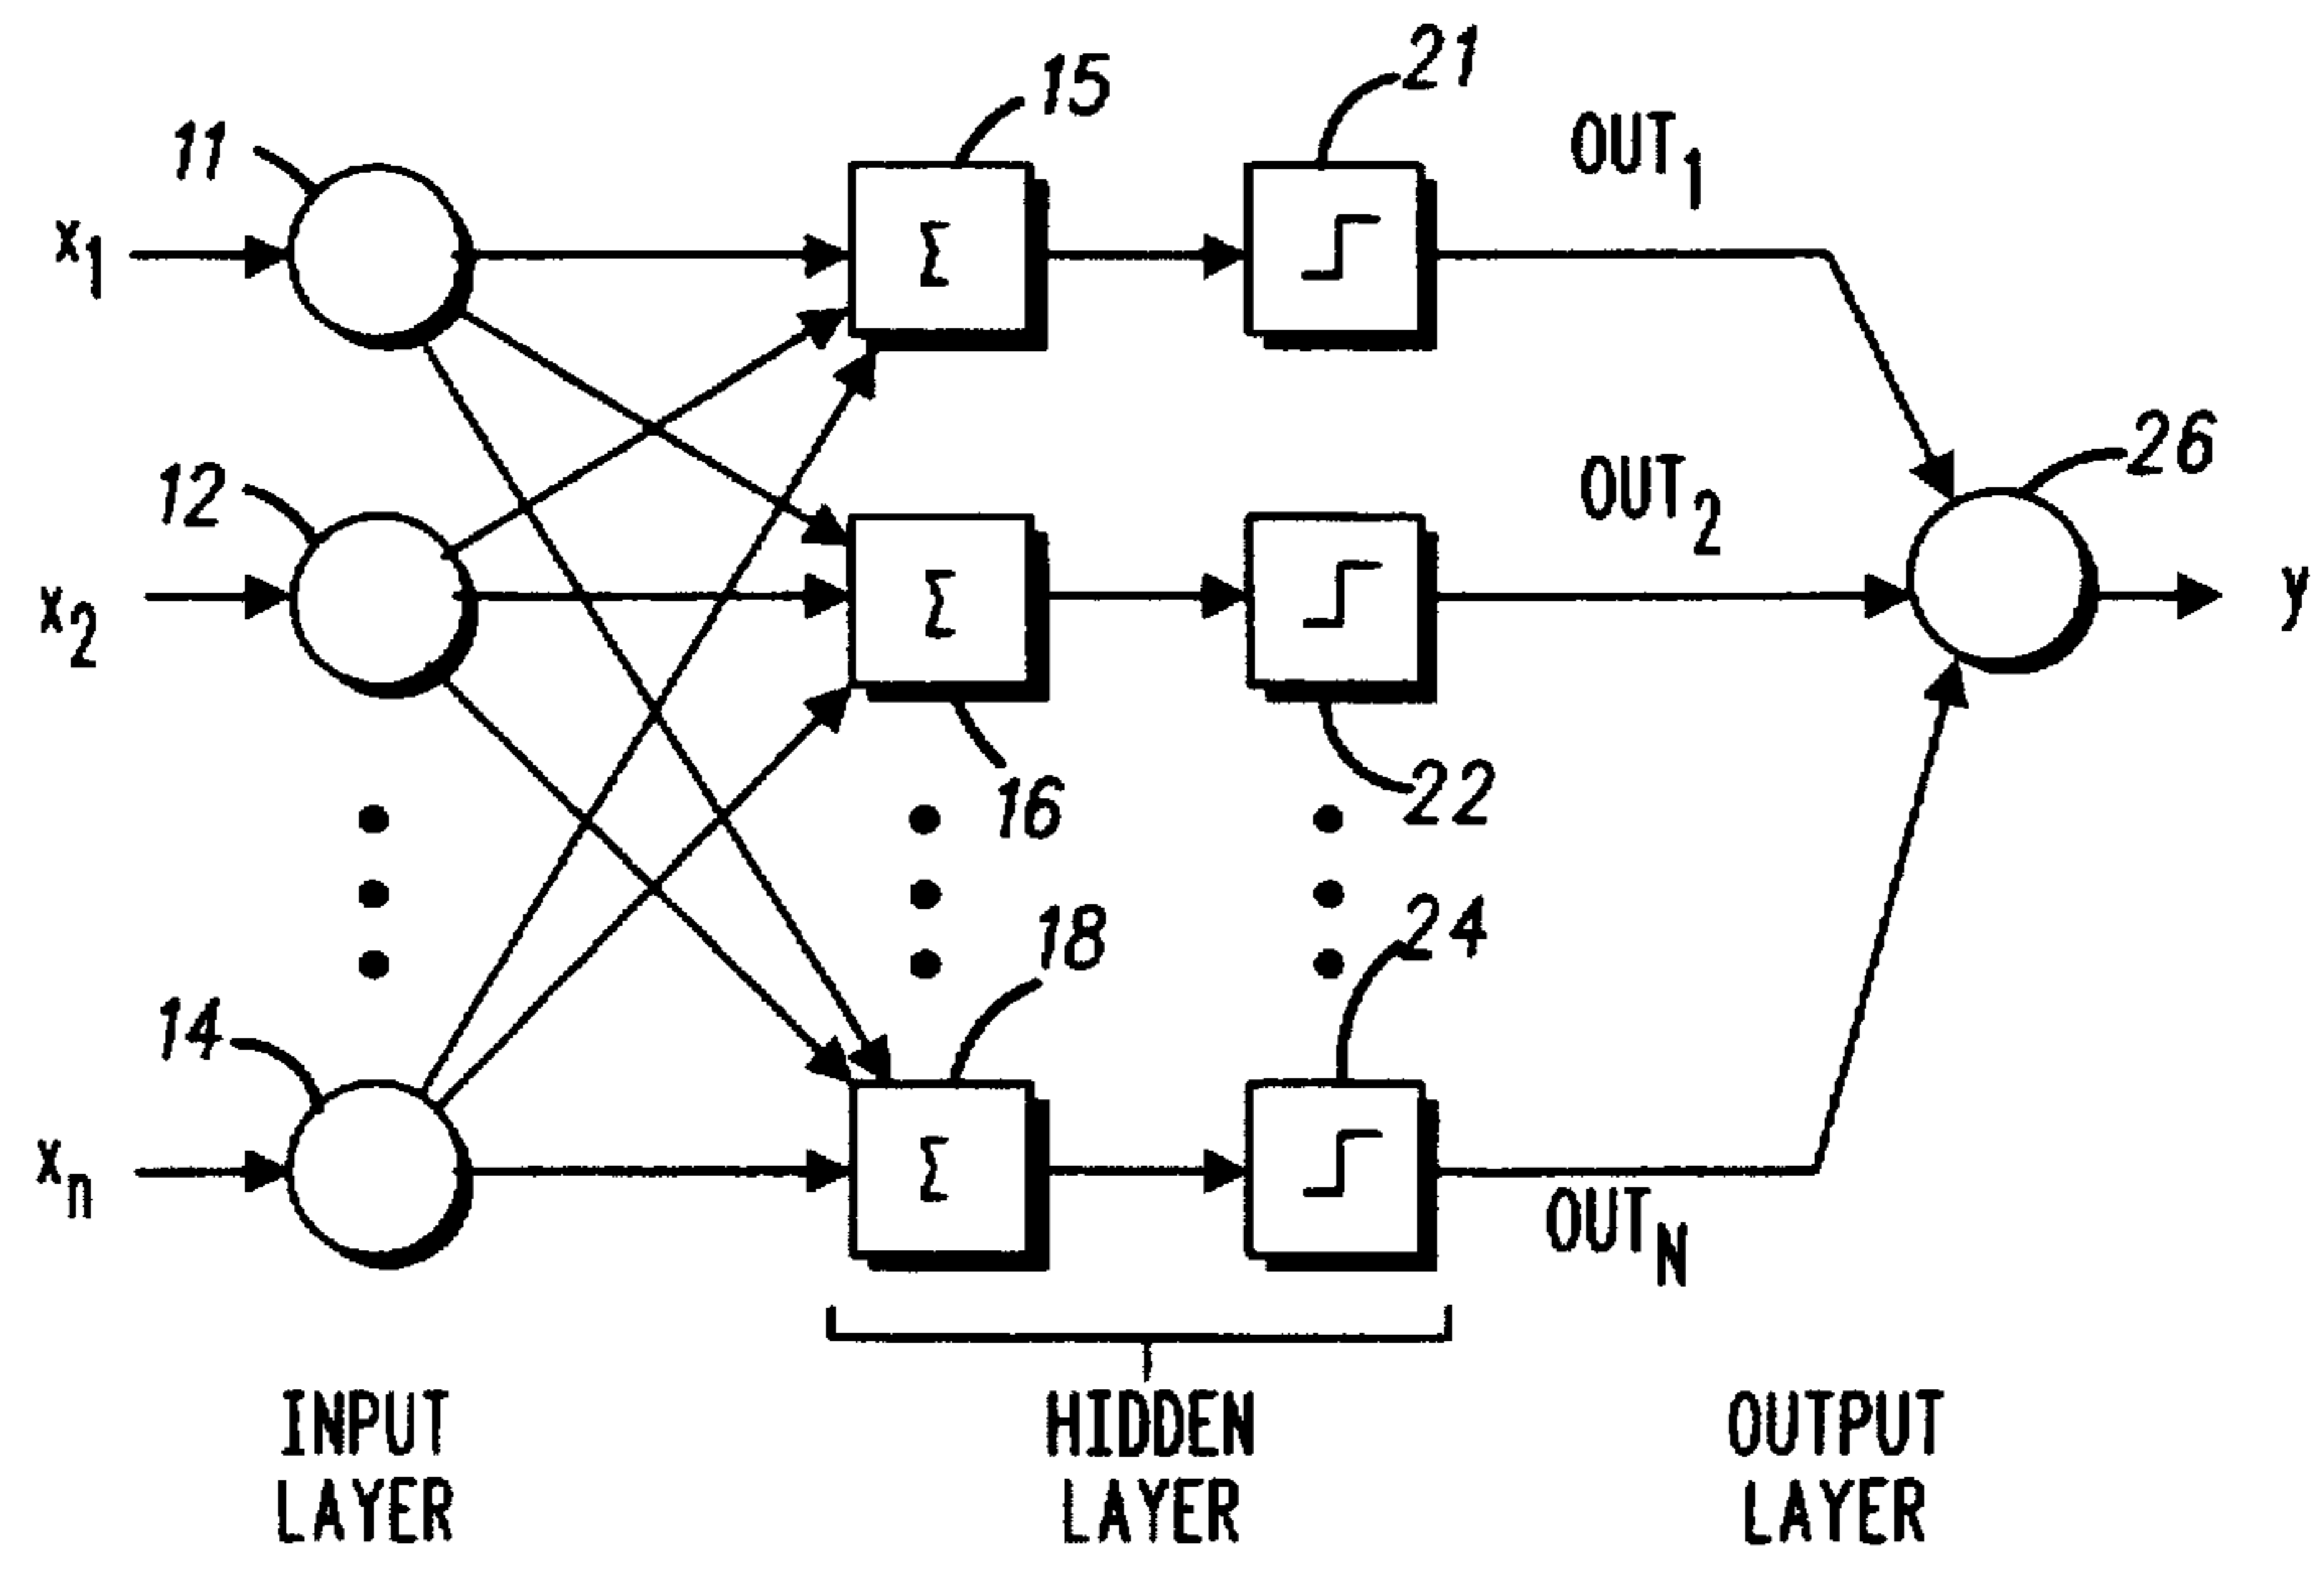 11
15
21
OUT1
x1
Σ
12
OUT2
26
x2
Σ
y
16
22
14
18
24
xn
Σ
OUTN
INPUT
LAYER
HIDDEN
LAYER
OUTPUT
LAYER